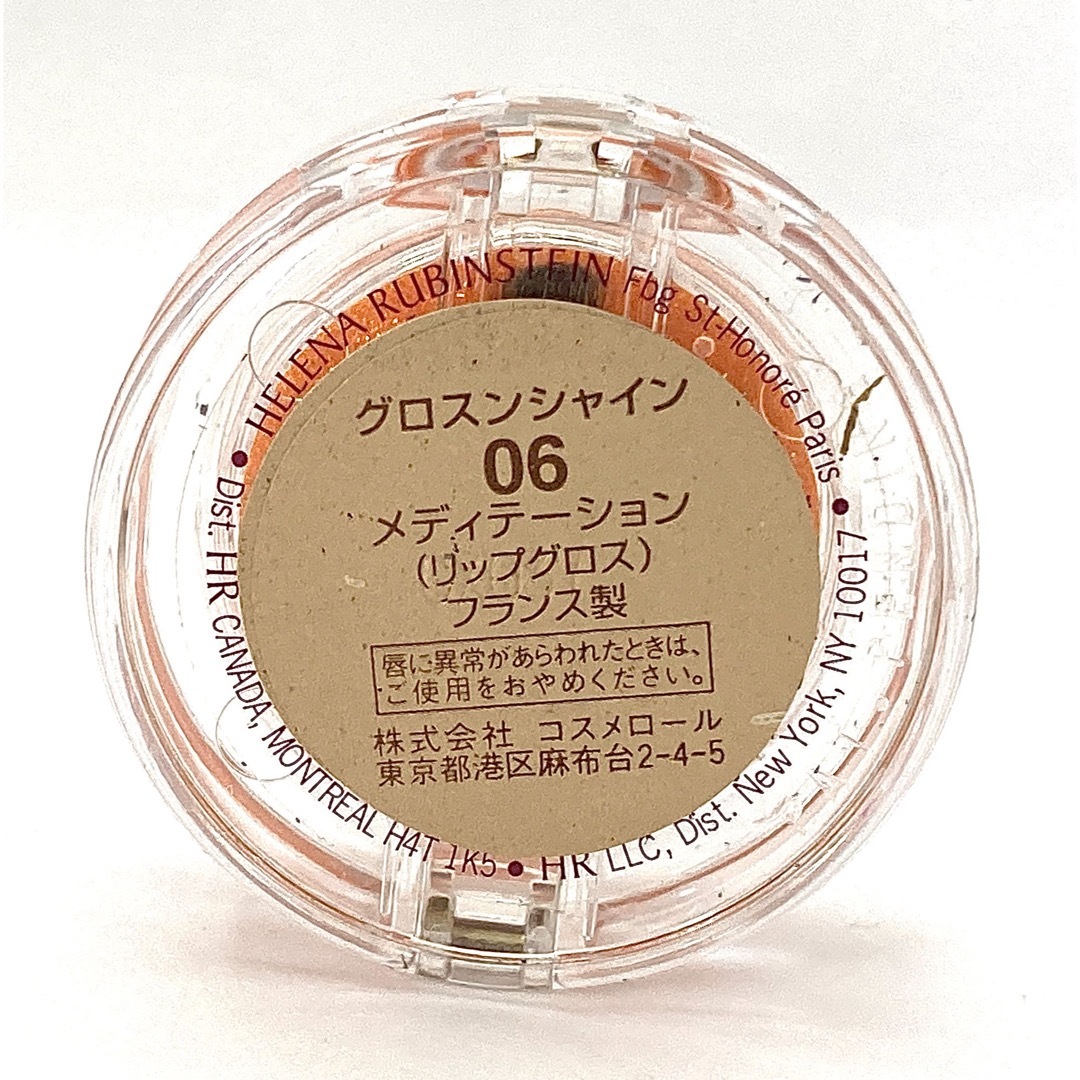 HELENA RUBINSTEIN Fbg St-Honoré Paris •
HR LLC, Dist. New York, NY 10017
• Dist. HR CANADA, MONTREAL H4T 1K5 •
グロスンシャイン
06
メディテーション
(リップグロス)
フランス製
唇に異常があらわれたときは、
ご使用をおやめください。
株式会社 コスメロール
東京都港区麻布台2-4-5